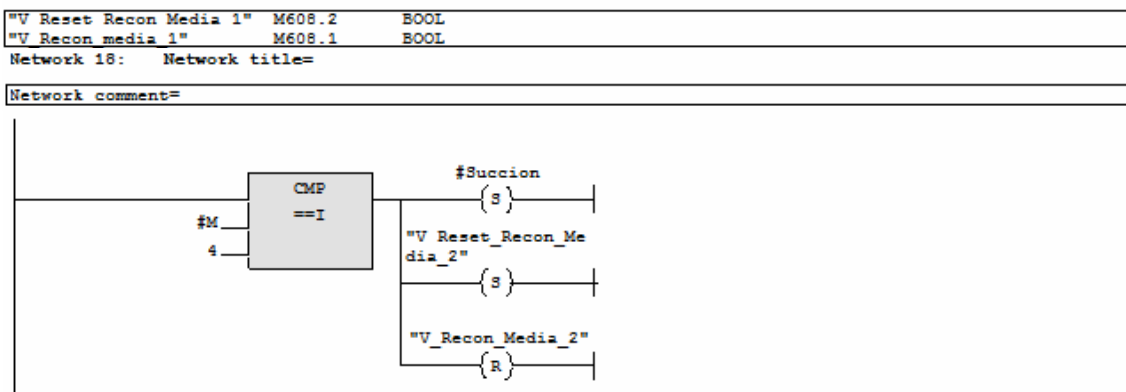 "V Reset Recon Media 1" M608.2 BOOL
"V_Recon_media_1" M608.1 BOOL
Network 18: Network title=
Network comment=
#Succion
CMP
==I
(S)
#M
4
"V Reset_Recon_Me
dia_2"
(S)
"V_Recon_Media_2"
(R)